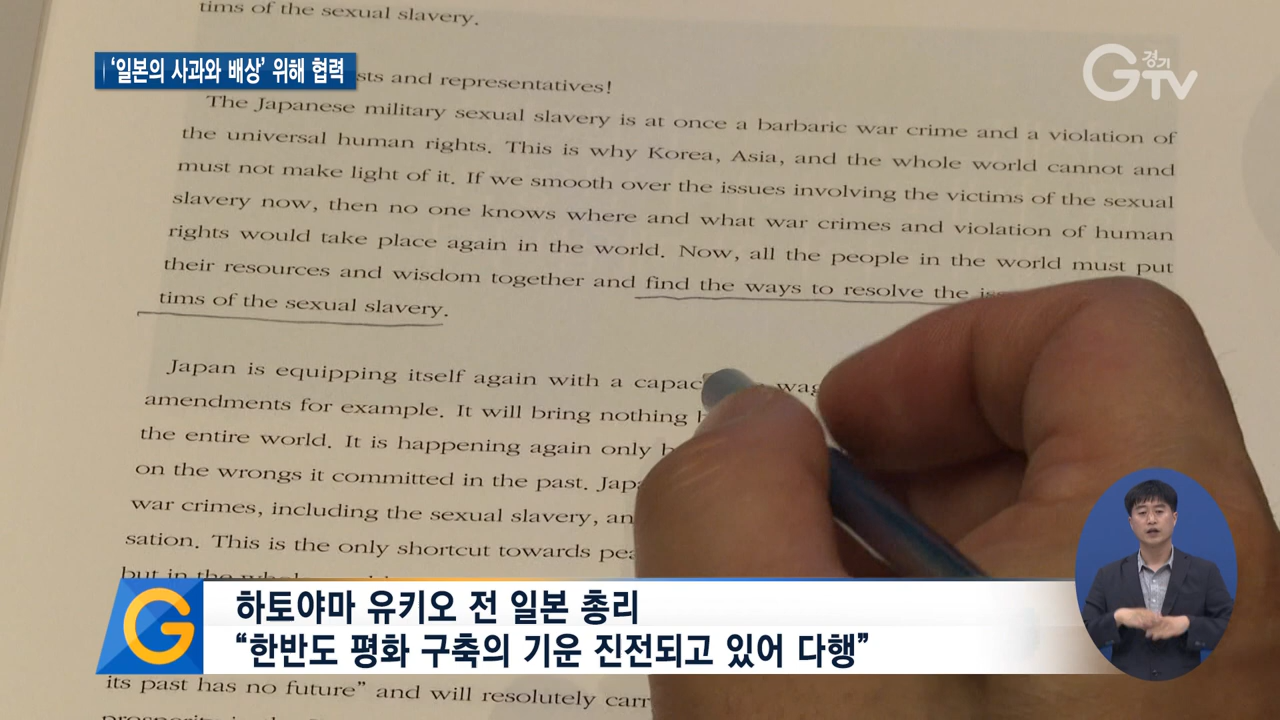 tims of the sexual slavery.
'일본의 사과와 배상' 위해 협력
G경기TV
sts and representatives!
The Japanese military sexual slavery is at once a barbaric war crime and a violation of
the universal human rights. This is why Korea, Asia, and the whole world cannot and
must not make light of it. If we smooth over the issues involving the victims of the sexual
slavery now, then no one knows where and what war crimes and violation of human
rights would take place again in the world. Now, all the people in the world must put
their resources and wisdom together and find the ways to resolve the
tims of the sexual slavery.
Japan is equipping itself again with a
amendments for example. It will bring nothing
the entire world. It is happening again only
on the wrongs it committed in the past.
war crimes, including the sexual slavery,
sation. This is the only shortcut towards
but in the
G
하토야마 유키오 전 일본 총리
“한반도 평화 구축의 기운 진전되고 있어 다행”
its past has no future” and will resolutely